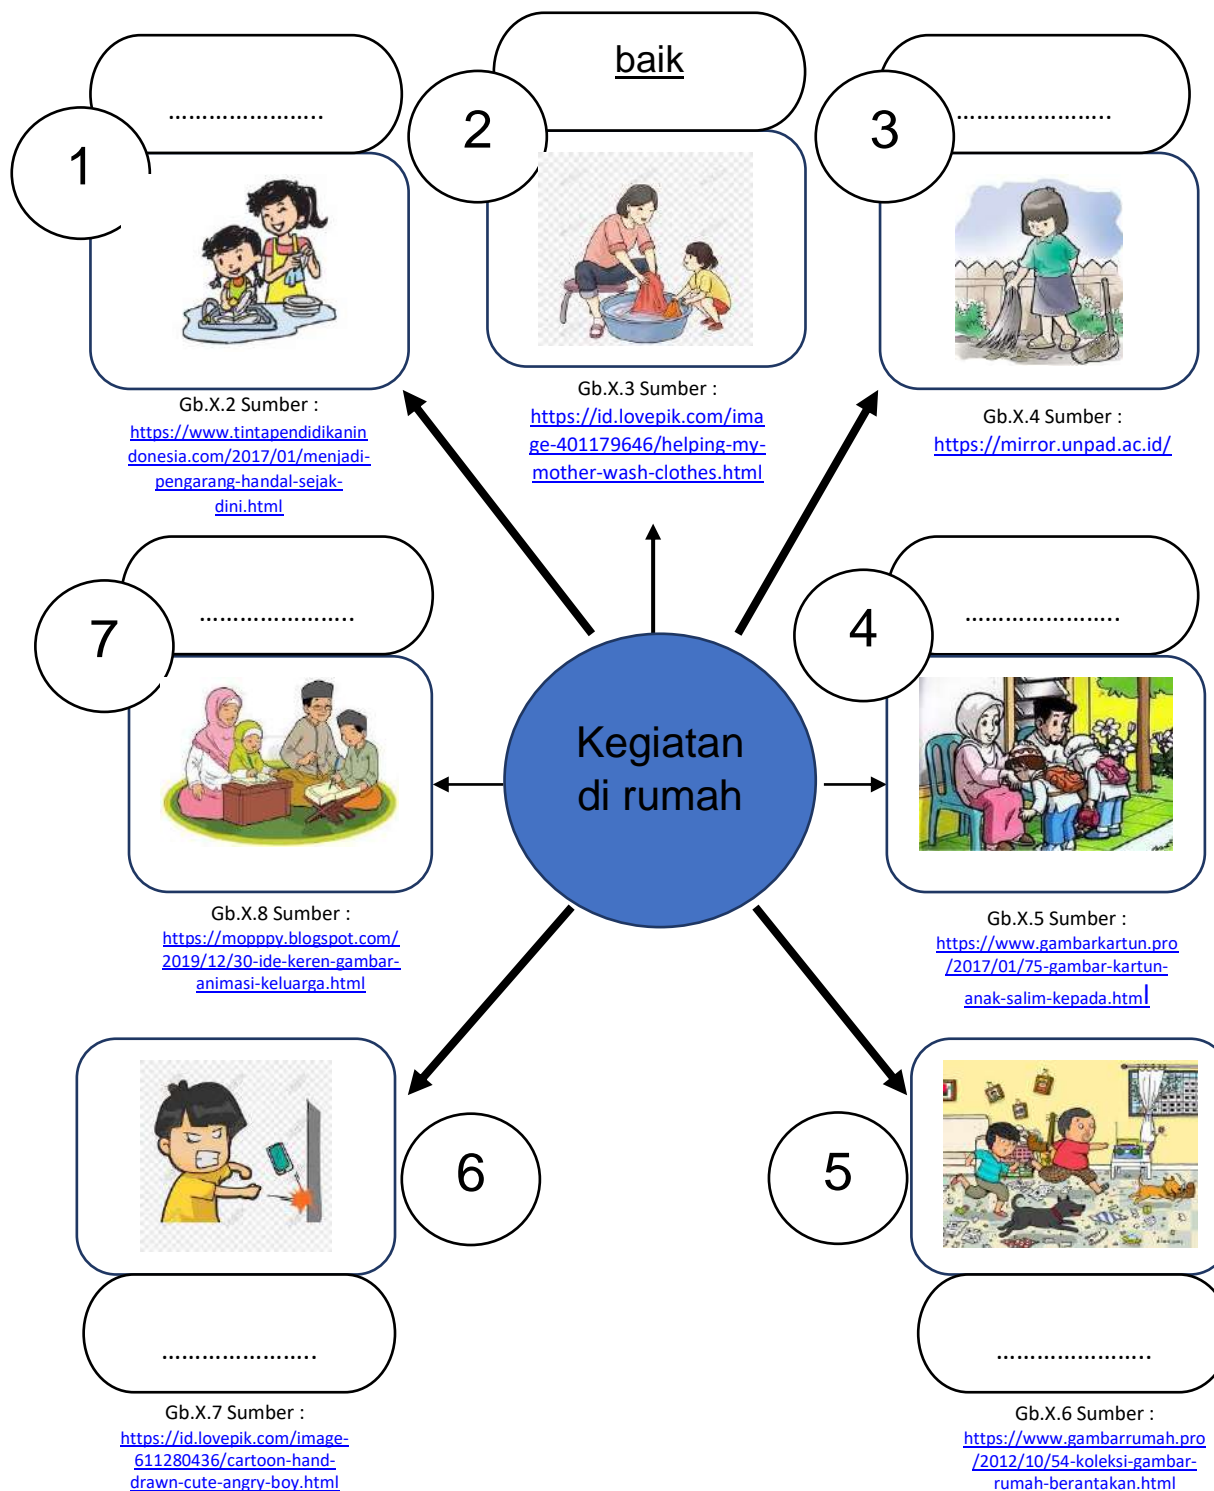 1
…………………..
Gb.X.2 Sumber :
https://www.tintapendidikanin
donesia.com/2017/01/menjadi-
pengarang-handal-sejak-
dini.html
2
baik
Gb.X.3 Sumber :
https://id.lovepik.com/ima
ge-401179646/helping-my-
mother-wash-clothes.html
3
…………………..
Gb.X.4 Sumber :
https://mirror.unpad.ac.id/
7
…………………..
Gb.X.8 Sumber :
https://mopppy.blogspot.com/
2019/12/30-ide-keren-gambar-
animasi-keluarga.html
Kegiatan
di rumah
4
…………………..
Gb.X.5 Sumber :
https://www.gambarkartun.pro
/2017/01/75-gambar-kartun-
anak-salim-kepada.html
6
…………………..
Gb.X.7 Sumber :
https://id.lovepik.com/image-
611280436/cartoon-hand-
drawn-cute-angry-boy.html
5
…………………..
Gb.X.6 Sumber :
https://www.gambarrumah.pro
/2012/10/54-koleksi-gambar-
rumah-berantakan.html